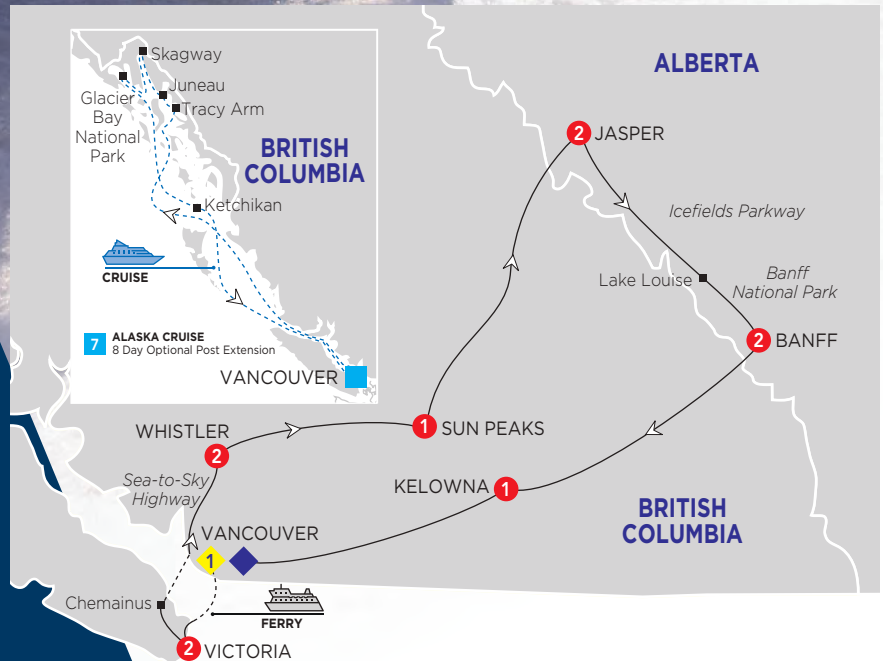 Skagway
Juneau
Tracy Arm
Glacier
Bay
National
Park
BRITISH
COLUMBIA
Ketchikan
CRUISE
7 ALASKA CRUISE
8 Day Optional Post Extension
VANCOUVER
ALBERTA
2 JASPER
Icefields Parkway
Lake Louise
Banff
National Park
2 BANFF
WHISTLER
2
1 SUN PEAKS
Sea-to-Sky
Highway
KELOWNA 1
BRITISH
COLUMBIA
VANCOUVER
1
Chemainus
FERRY
2 VICTORIA